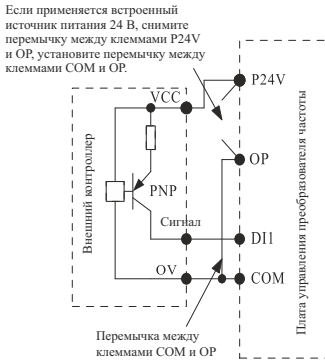 Если применяется встроенный
источник питания 24 В, снимите
перемычку между клеммами P24V
и OP, установите перемычку между
клеммами COM и OP.
VCC
P24V
OP
PNP
Сигнал
DI1
OV
COM
Внешний контроллер
Плата управления преобразователя частоты
Перемычка между
клеммами COM и OP